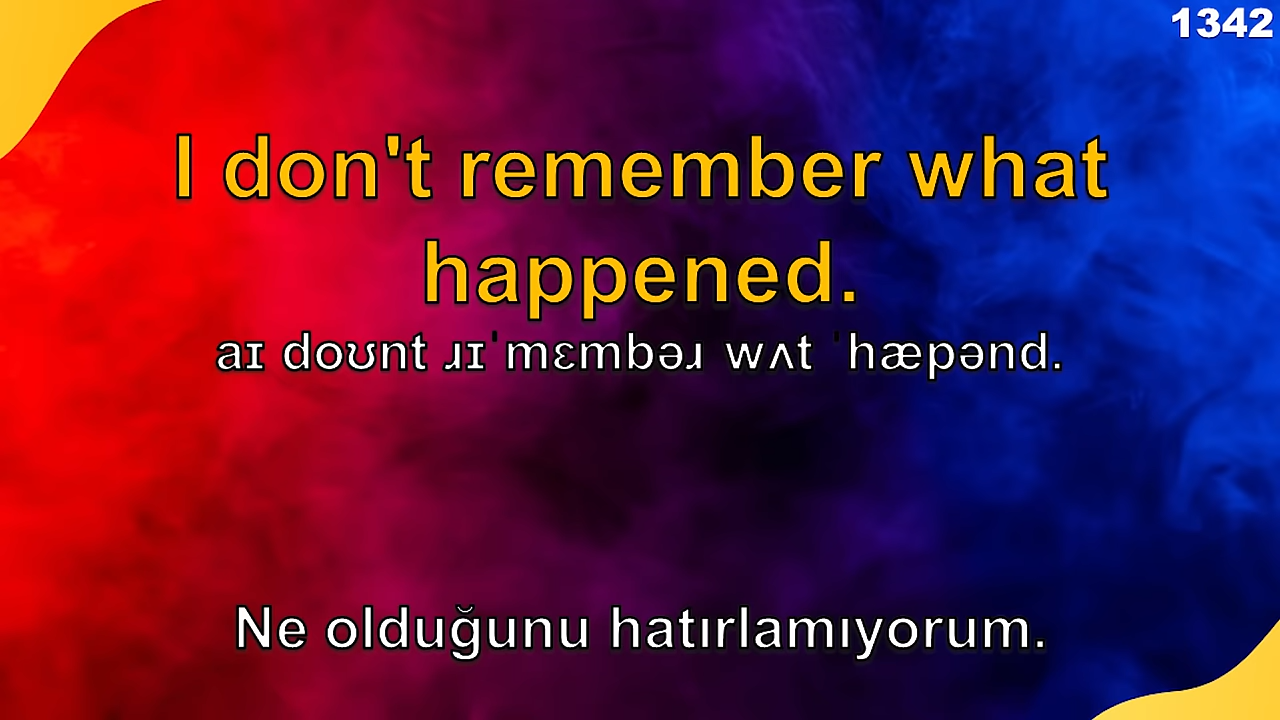 1342
I don't remember what
happened.
aɪ doʊnt ɹɪˈmɛmbəɹ wʌt ˈhæpənd.
Ne olduğunu hatırlamıyorum.